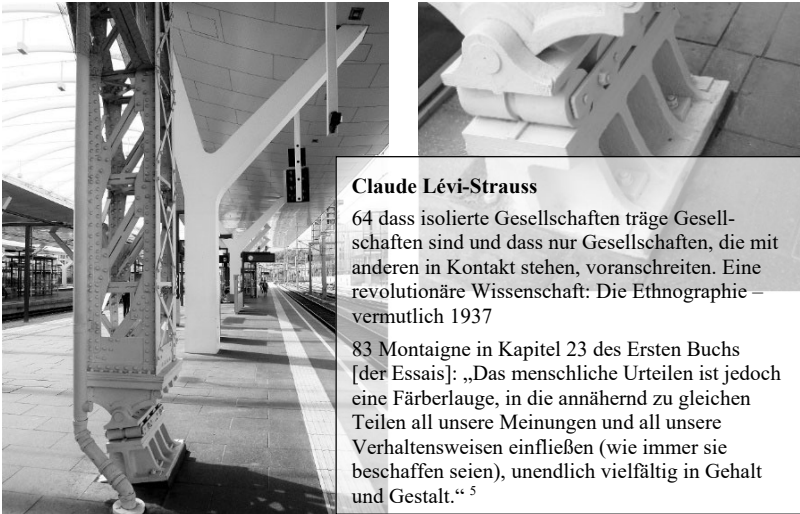 Claude Lévi-Strauss
64 dass isolierte Gesellschaften träge Gesell-
schaften sind und dass nur Gesellschaften, die mit
anderen in Kontakt stehen, voranschreiten. Eine
revolutionäre Wissenschaft: Die Ethnographie –
vermutlich 1937
83 Montaigne in Kapitel 23 des Ersten Buchs
[der Essais]: „Das menschliche Urteilen ist jedoch
eine Färberlauge, in die annähernd zu gleichen
Teilen all unsere Meinungen und all unsere
Verhaltensweisen einfließen (wie immer sie
beschaffen seien), unendlich vielfältig in Gehalt
und Gestalt.“ 5